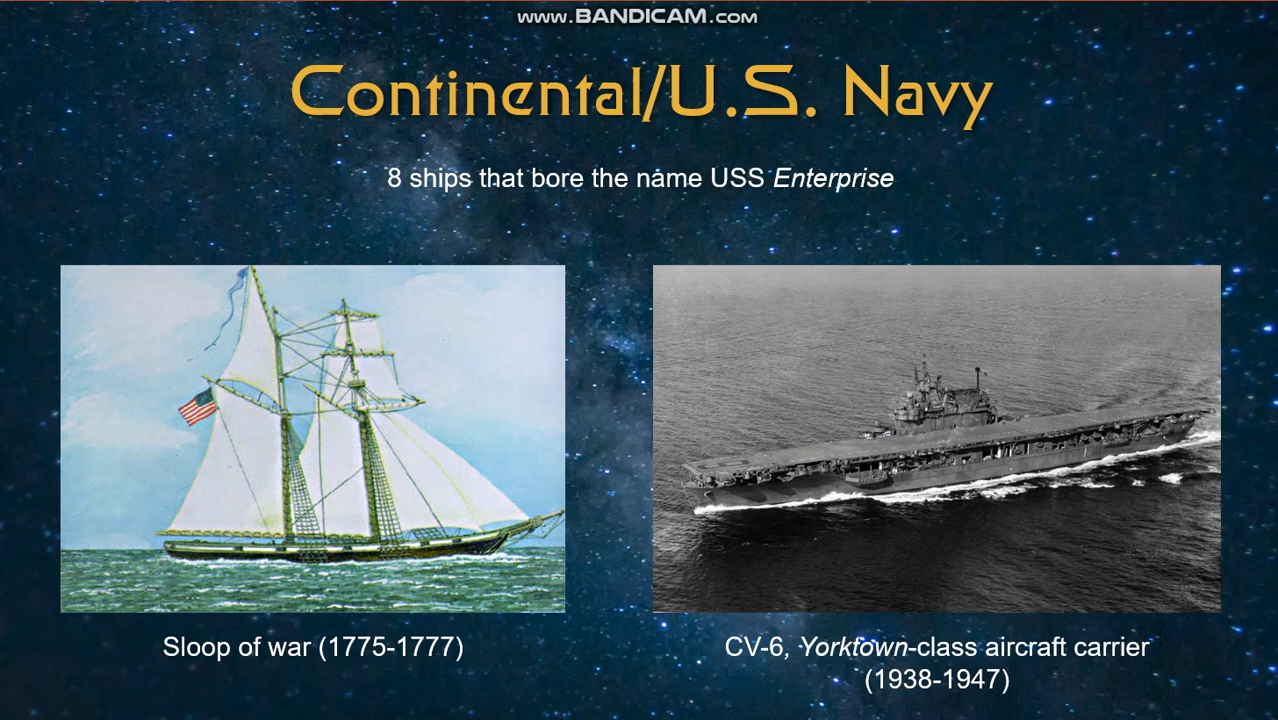 www.BANDICAM.com
Continental/U.S. Navy
8 ships that bore the name USS Enterprise
Sloop of war (1775-1777)
CV-6, Yorktown-class aircraft carrier
(1938-1947)